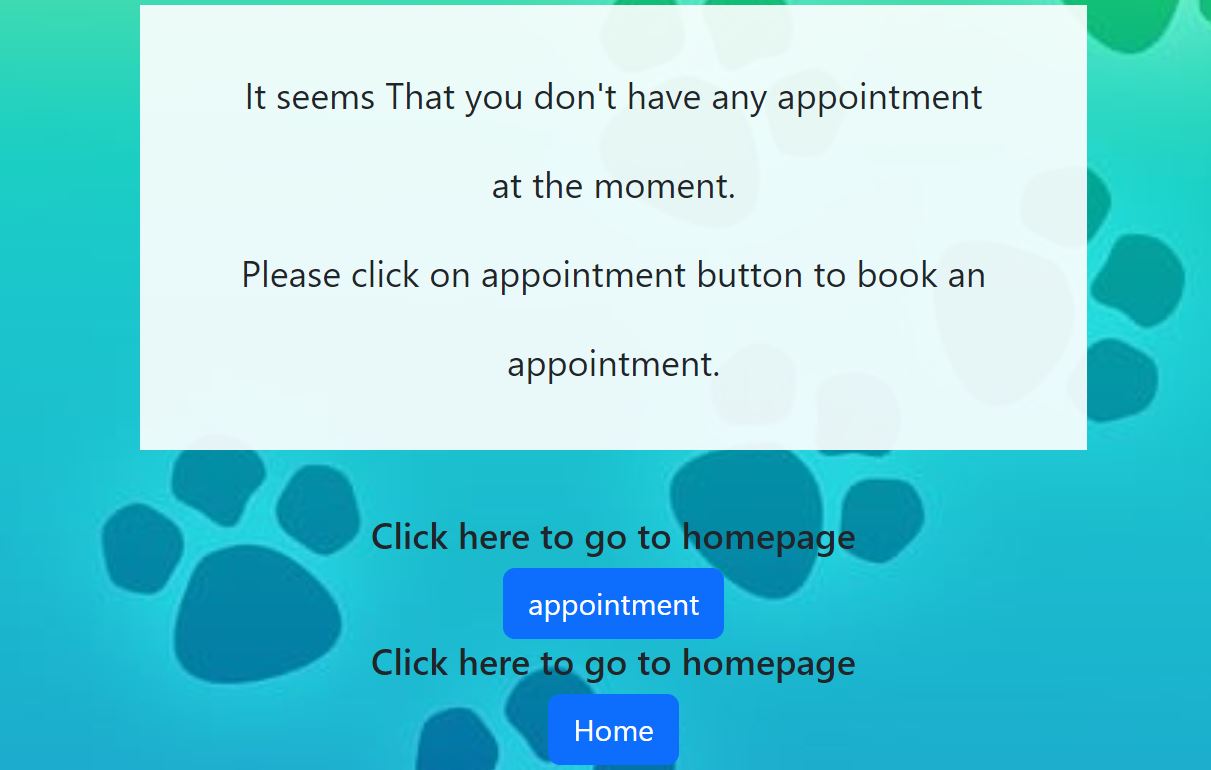 It seems That you don't have any appointment
at the moment.
Please click on appointment button to book an
appointment.
Click here to go to homepage
appointment
Click here to go to homepage
Home